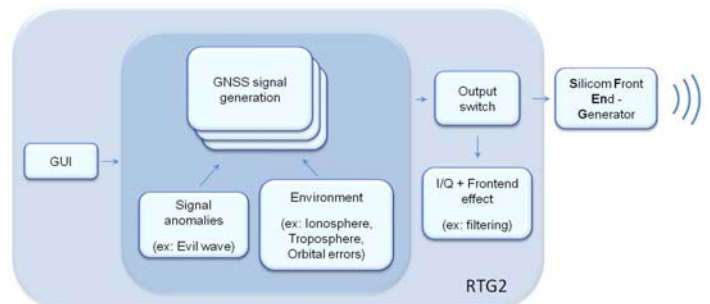 GUI
GNSS signal
generation
Signal
anomalies
(ex: Evil wave)
Environment
(ex: Ionosphere,
Troposphere,
Orbital errors)
Output
switch
I/Q + Frontend
effect
(ex: filtering)
Silicom Front
End -
Generator
RTG2